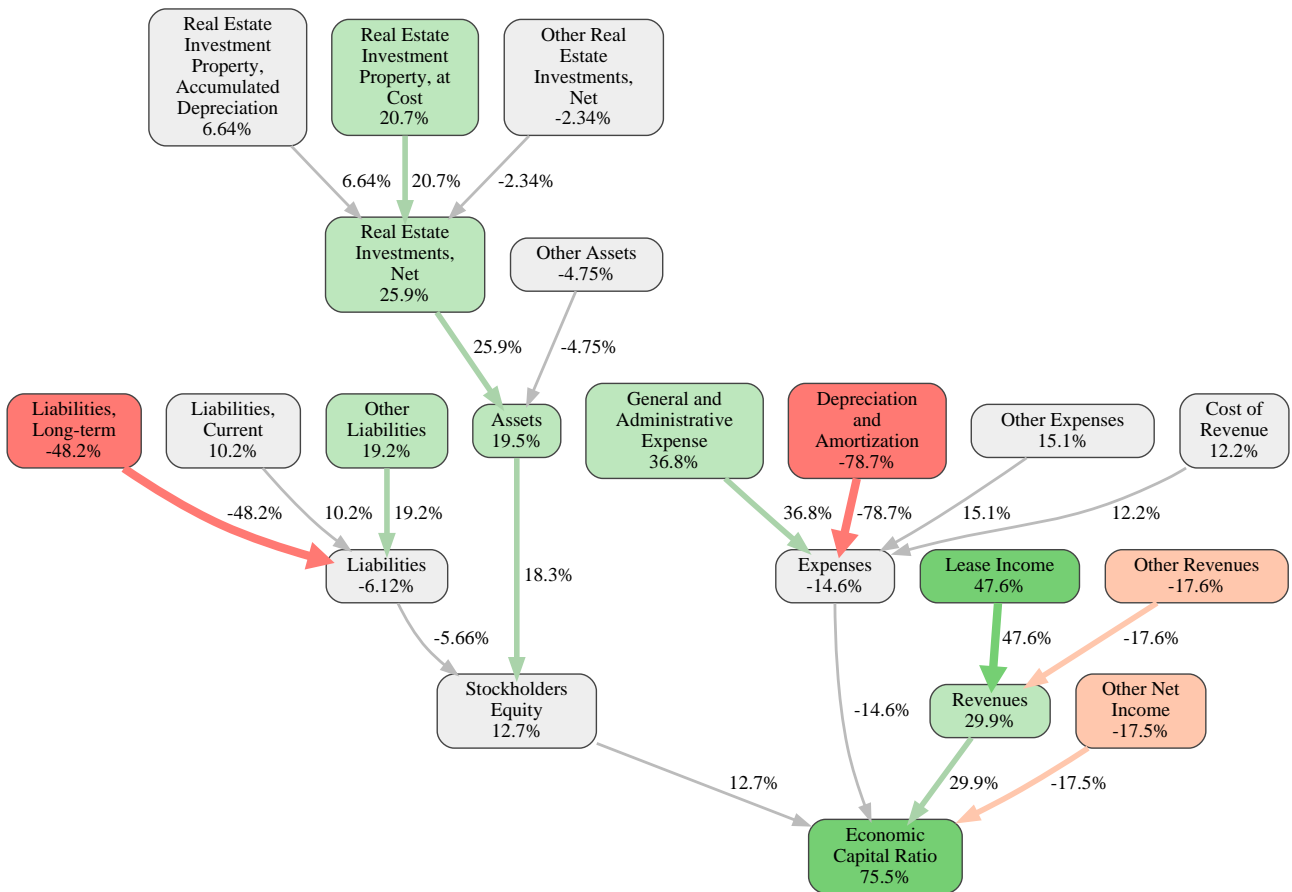 Real Estate
Investment
Property,
Accumulated
Depreciation
6.64%
Real Estate
Investment
Property, at
Cost
20.7%
Other Real
Estate
Investments,
Net
-2.34%
6.64%
20.7%
-2.34%
Real Estate
Investments,
Net
25.9%
Other Assets
-4.75%
25.9%
-4.75%
Liabilities,
Long-term
-48.2%
Liabilities,
Current
10.2%
Other
Liabilities
19.2%
Assets
19.5%
General and
Administrative
Expense
36.8%
Depreciation
and
Amortization
-78.7%
Other Expenses
15.1%
Cost of
Revenue
12.2%
-48.2%
10.2%
19.2%
36.8%
-78.7%
15.1%
12.2%
Liabilities
-6.12%
18.3%
Expenses
-14.6%
Lease Income
47.6%
Other Revenues
-17.6%
-5.66%
47.6%
-17.6%
Stockholders
Equity
12.7%
-14.6%
Revenues
29.9%
Other Net
Income
-17.5%
12.7%
29.9%
-17.5%
Economic
Capital Ratio
75.5%